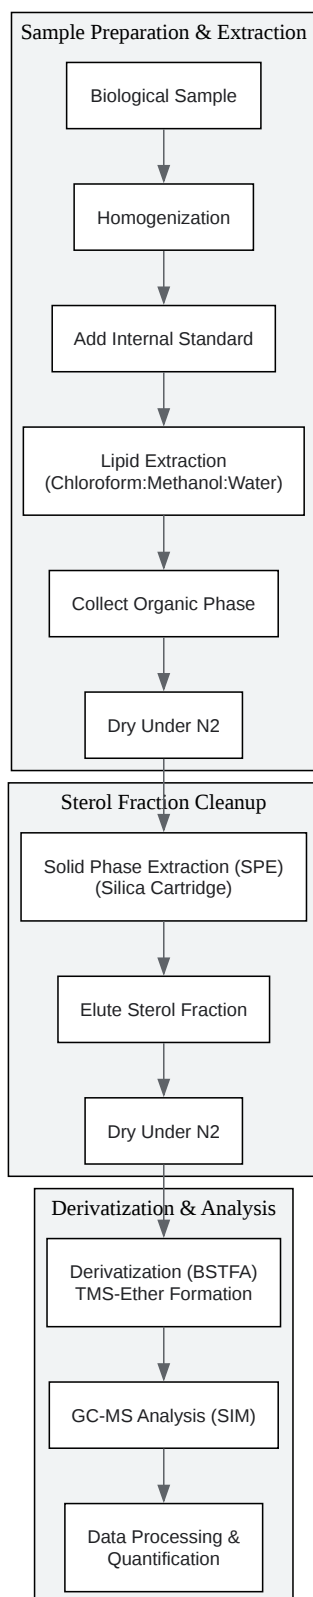 Sample Preparation & Extraction
Biological Sample
Homogenization
Add Internal Standard
Lipid Extraction
(Chloroform:Methanol:Water)
Collect Organic Phase
Dry Under N2
Sterol Fraction Cleanup
Solid Phase Extraction (SPE)
(Silica Cartridge)
Elute Sterol Fraction
Dry Under N2
Derivatization & Analysis
Derivatization (BSTFA)
TMS-Ether Formation
GC-MS Analysis (SIM)
Data Processing &
Quantification